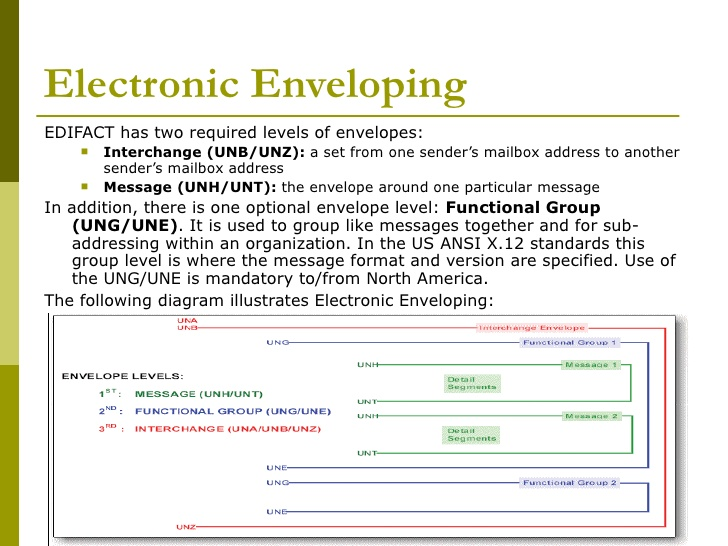 Electronic Enveloping
EDIFACT has two required levels of envelopes:
Interchange (UNB/UNZ): a set from one sender’s mailbox address to another
sender’s mailbox address
Message (UNH/UNT): the envelope around one particular message
In addition, there is one optional envelope level: Functional Group
(UNG/UNE). It is used to group like messages together and for sub-
addressing within an organization. In the US ANSI X.12 standards this
group level is where the message format and version are specified. Use of
the UNG/UNE is mandatory to/from North America.
The following diagram illustrates Electronic Enveloping:
UNA
UNB
Interchange Envelope
UNG
Functional Group 1
UNH
Message 1
ENVELOPE LEVELS:
Detail
Segments
1ST: MESSAGE (UNH/UNT)
UNT
2ND: FUNCTIONAL GROUP (UNG/UNE)
UNH
Message 2
3RD: INTERCHANGE (UNA/UNB/UNZ)
Detail
Segments
UNT
UNE
UNG
Functional Group 2
UNE
UNZ